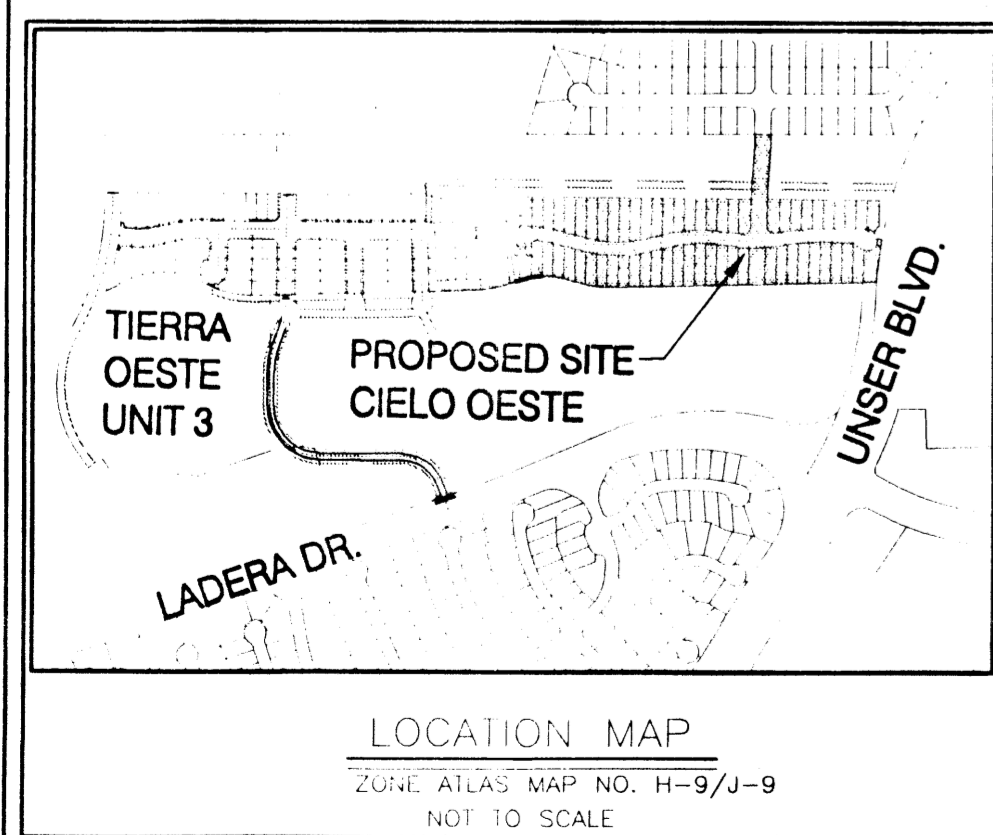 TIERRA
OESTE
UNIT 3
PROPOSED SITE
CIELO OESTE
UNSER BLVD.
LADERA DR.
LOCATION MAP
ZONE ATLAS MAP NO. H-9/J-9
NOT TO SCALE